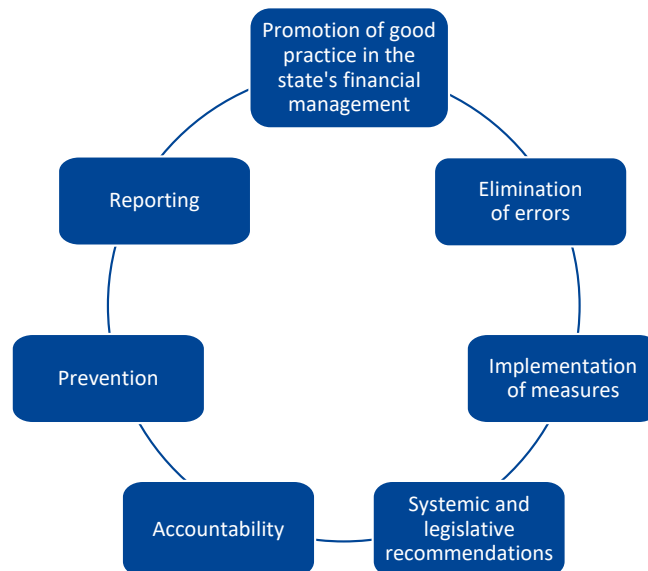 Promotion of good
practice in the
state's financial
management
Elimination
of errors
Implementation
of measures
Systemic and
legislative
recommendations
Accountability
Prevention
Reporting